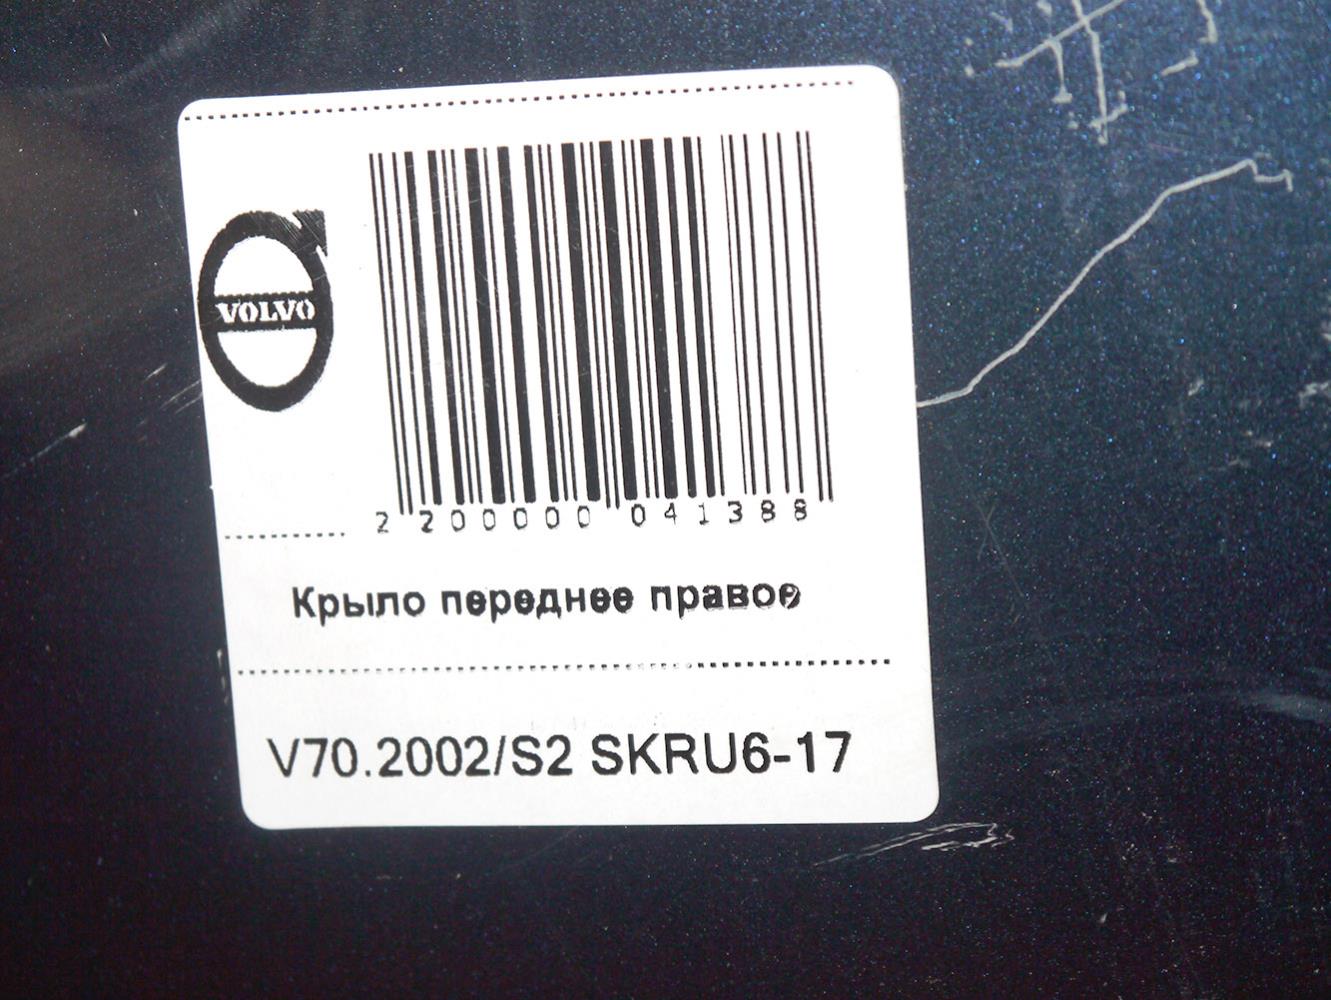 VOLVO
2 200000 041388
Крыло переднее правое
V70.2002/S2 SKRU6-17